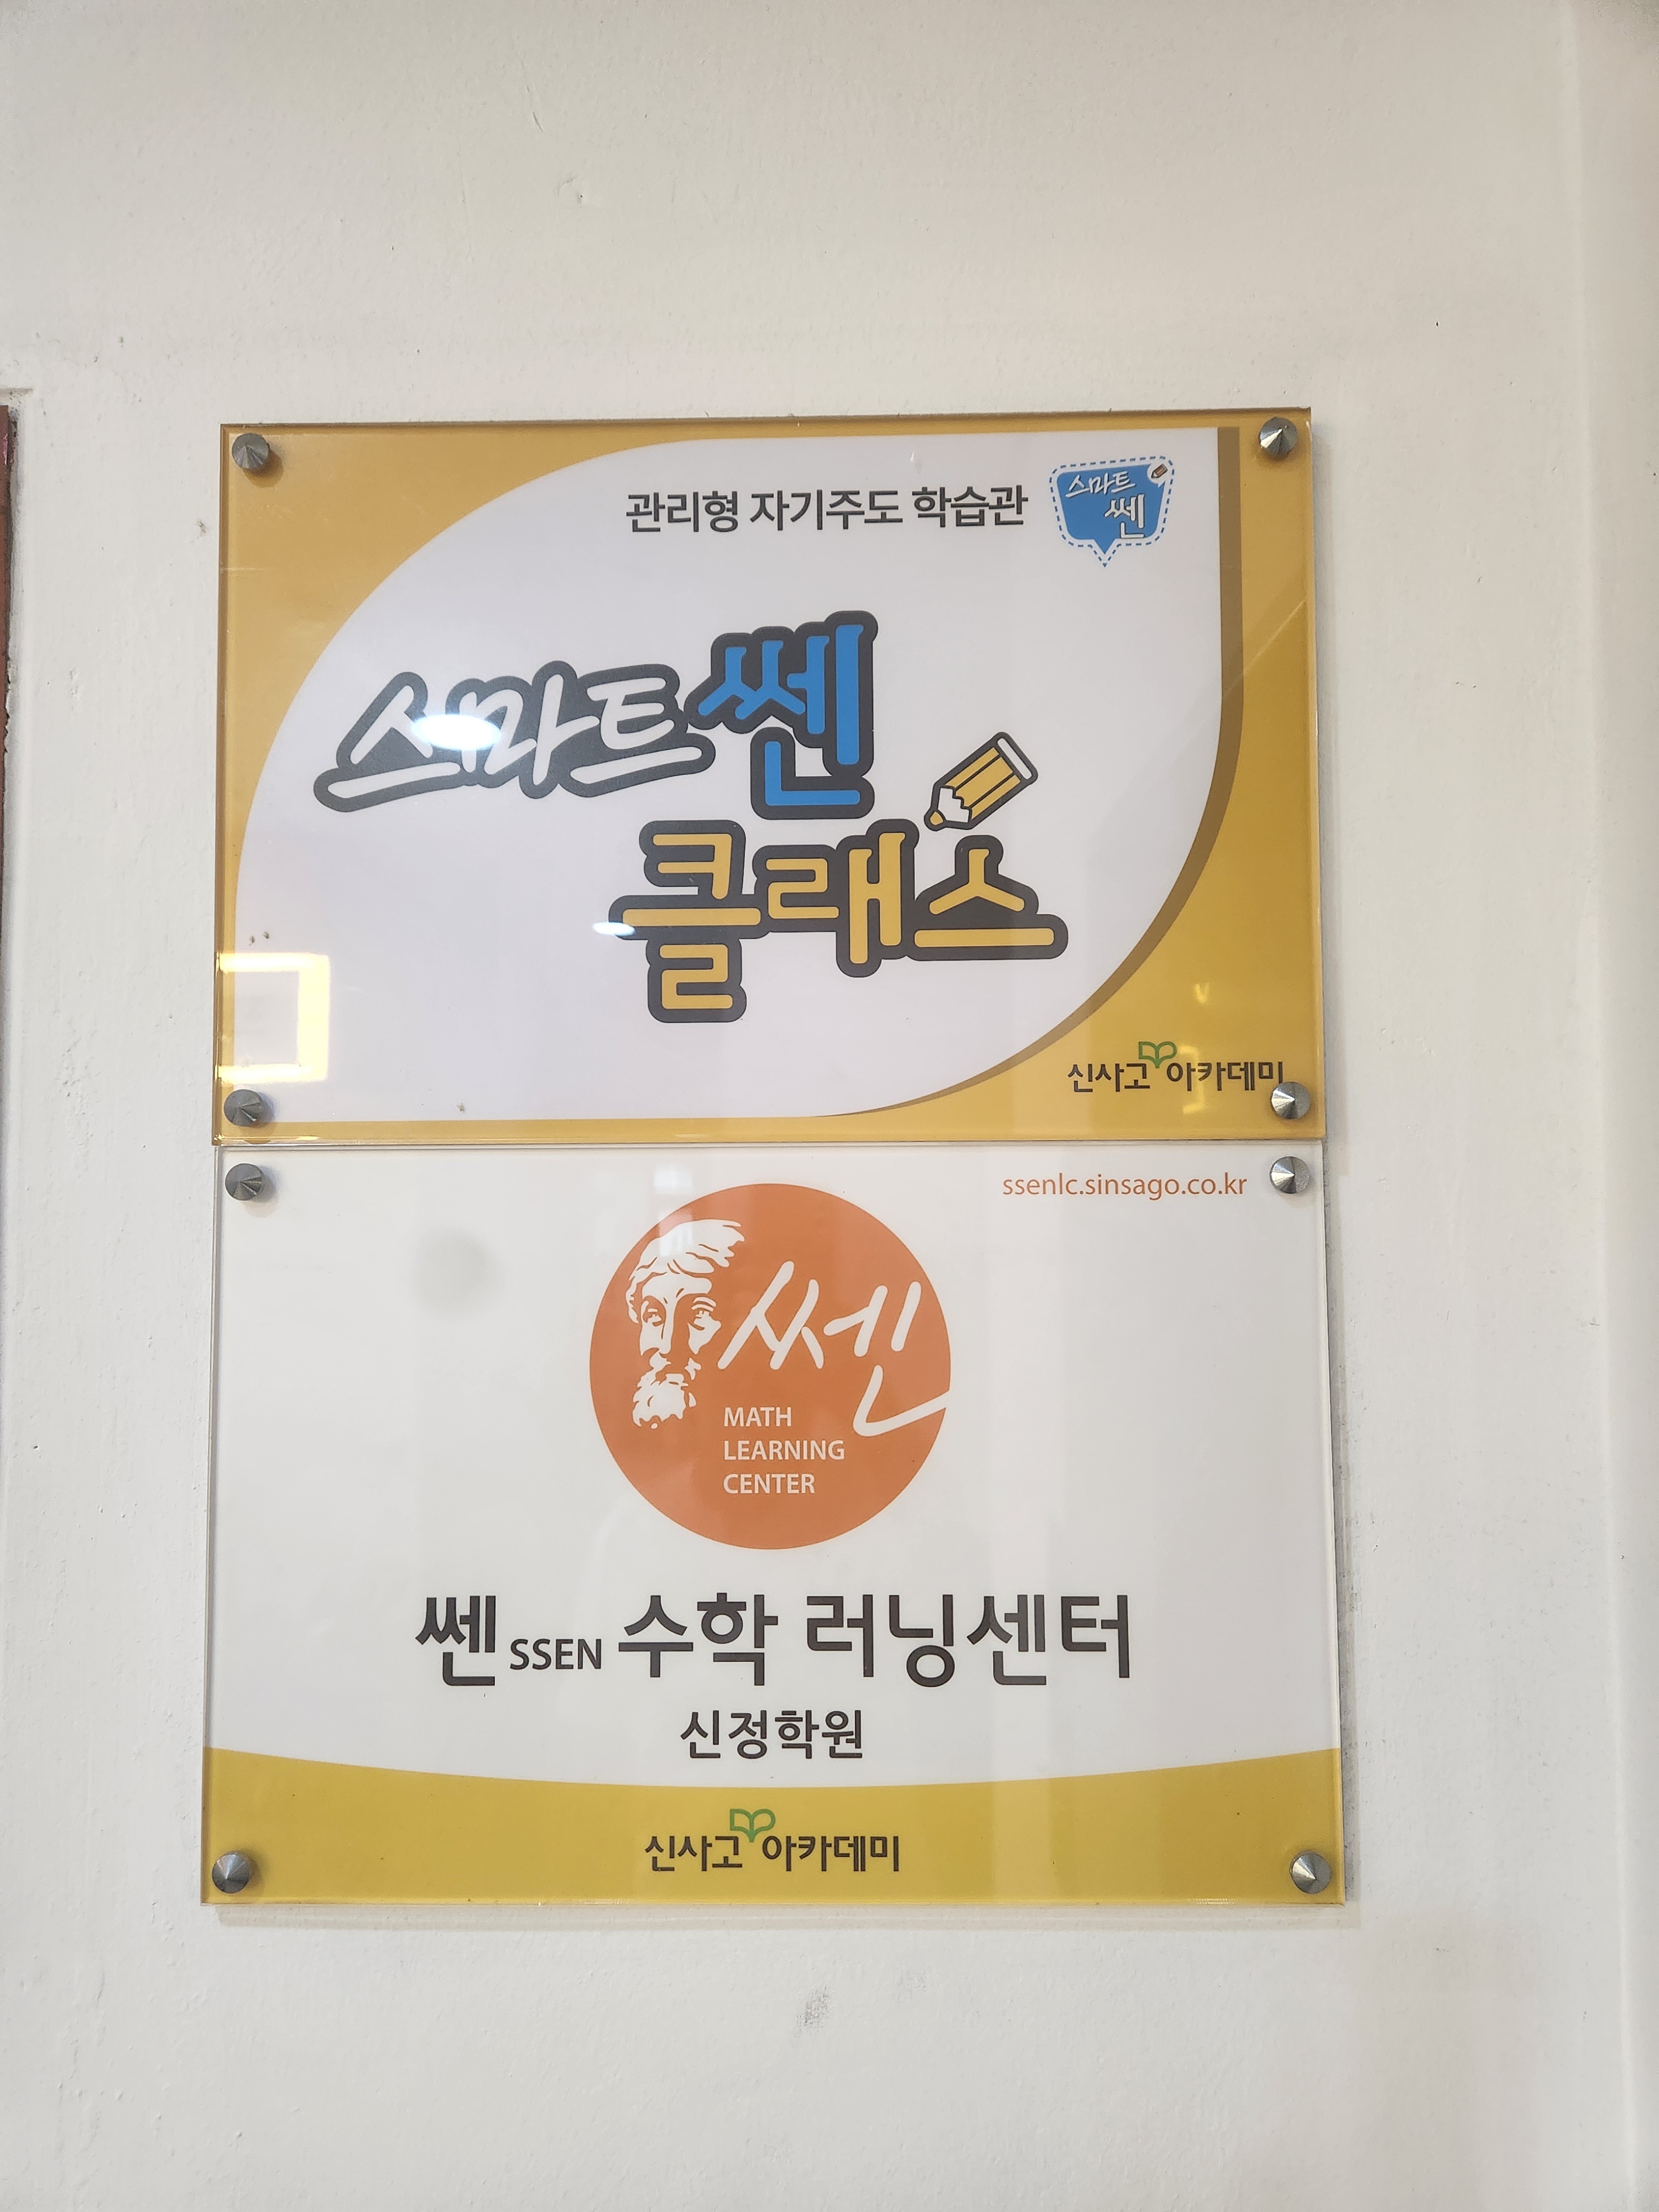 관리형 자기주도 학습관
스마트
쎈
스마트쎈
클래스
신사고 아카데미
ssenlc.sinsago.co.kr
쎈
MATH
LEARNING
CENTER
쎈 SSEN 수학 러닝센터
신정학원
신사고 아카데미